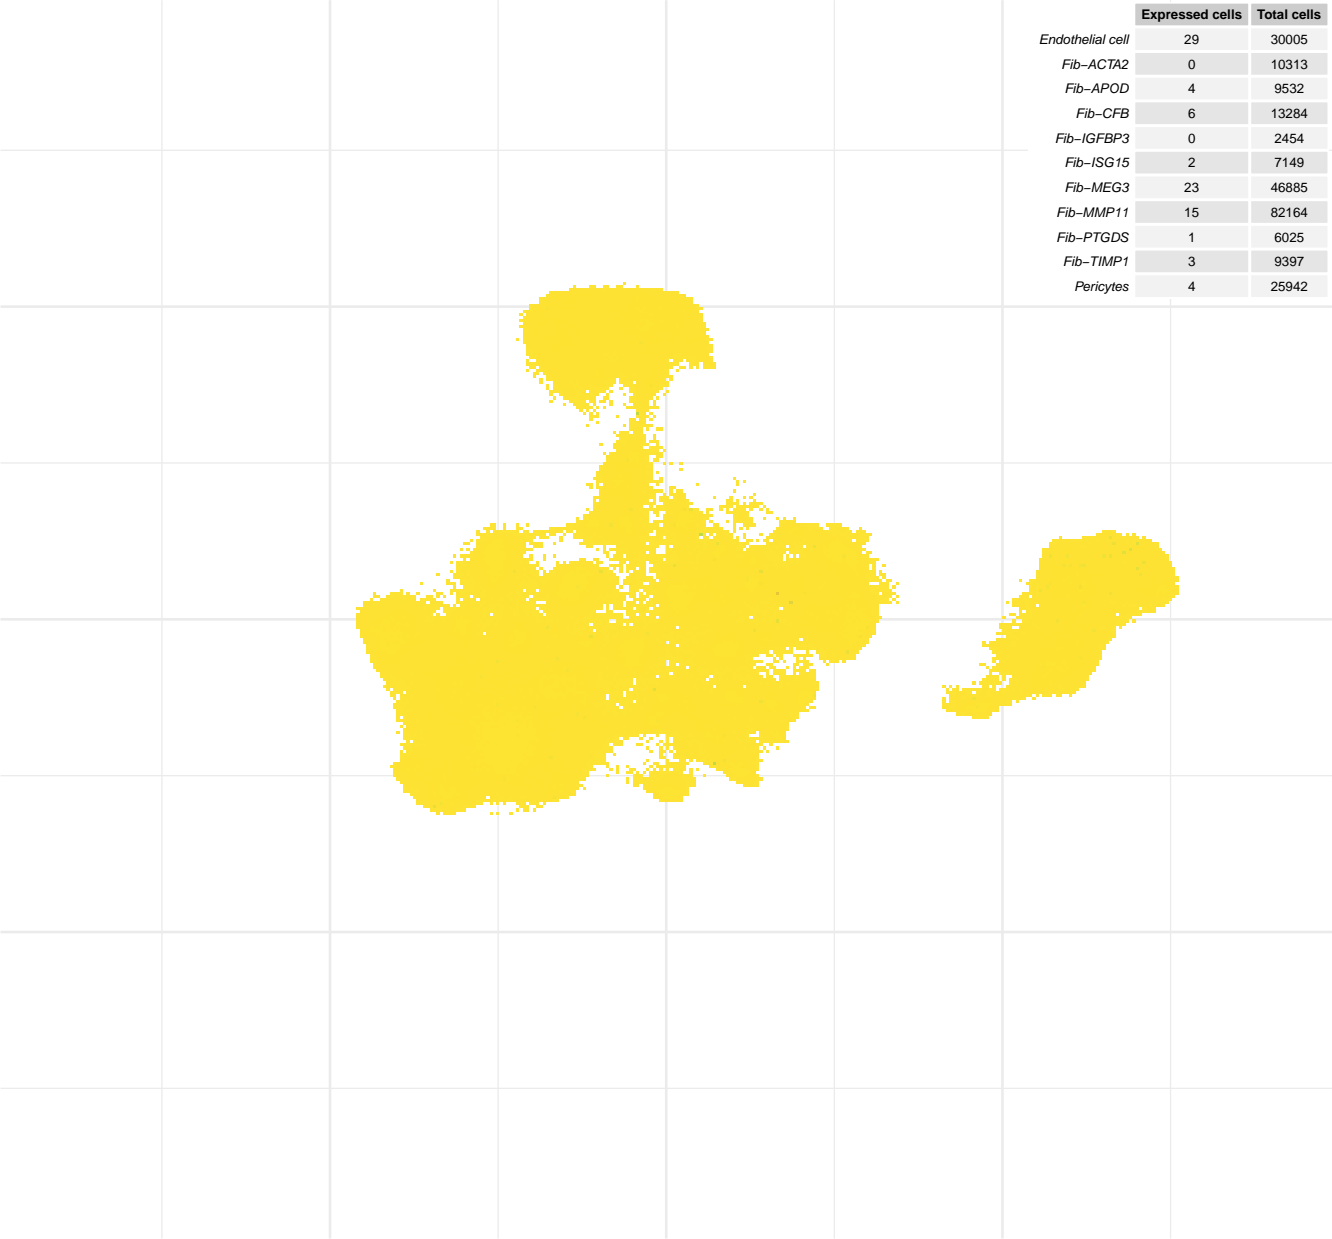 Expressed cells Total cells
Endothelial cell 29 30005
Fib−ACTA2 0 10313
Fib−APOD 4 9532
Fib−CFB 6 13284
Fib−IGFBP3 0 2454
Fib−ISG15 2 7149
Fib−MEG3 23 46885
Fib−MMP11 15 82164
Fib−PTGDS 1 6025
Fib−TIMP1 3 9397
Pericytes 4 25942